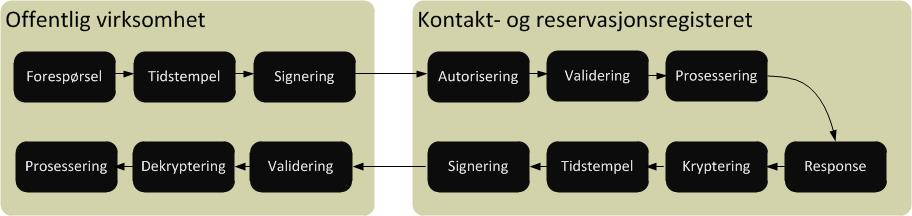 Offentlig virksomhet
Kontakt- og reservasjonsregisteret
Forespørsel
Tidstempel
Signering
Autorisering
Validering
Prosessering
Prosessering
Dekryptering
Validering
Signering
Tidstempel
Kryptering
Response